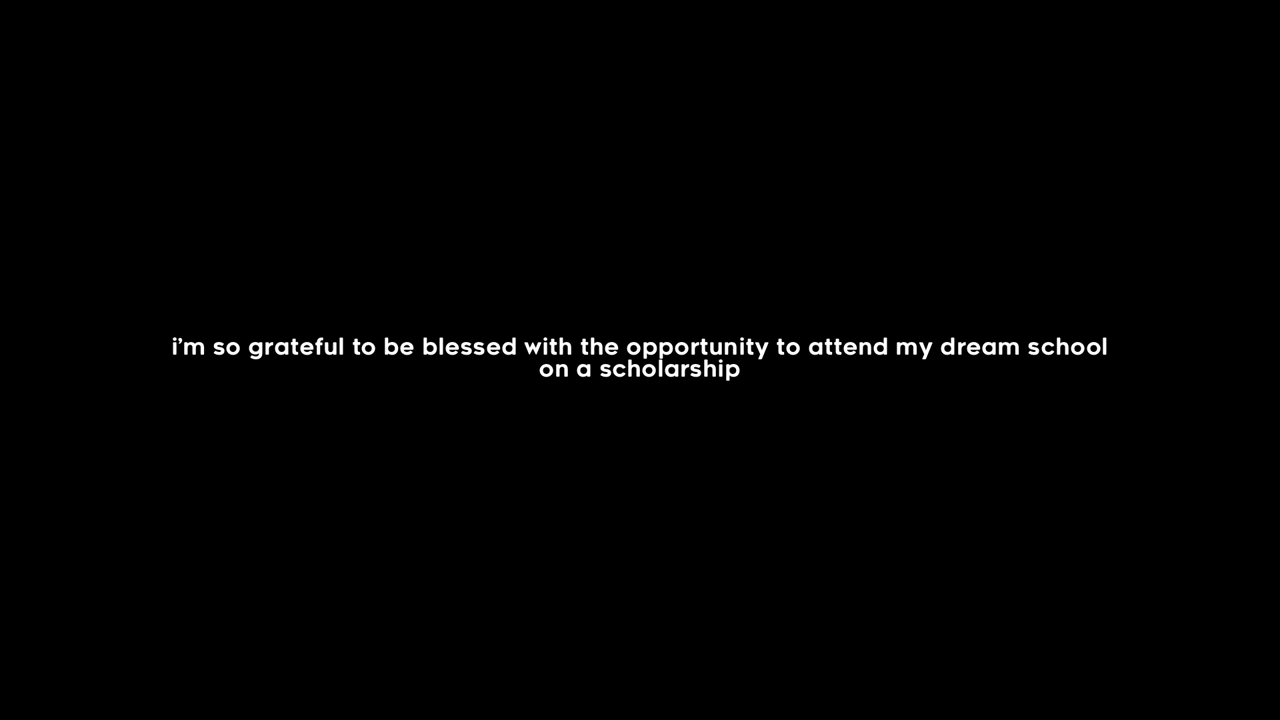 i'm so grateful to be blessed with the opportunity to attend my dream school
on a scholarship